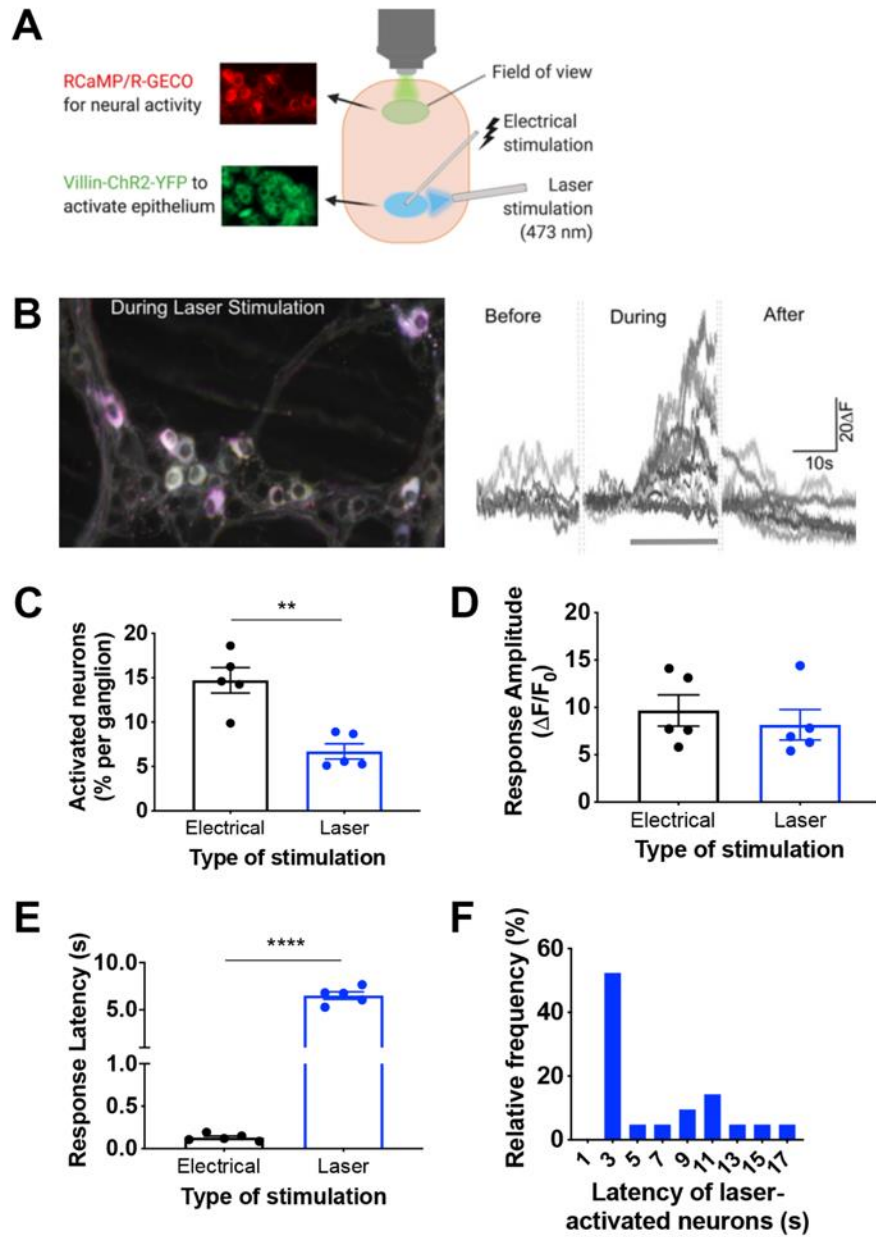 A
RCaMP/R-GECO
for neural activity
Villin-ChR2-YFP to
activate epithelium
Field of view
Electrical
stimulation
Laser
stimulation
(473 nm)
B
During Laser Stimulation
Before
During
After
20ΔF
10s
C
**
Activated neurons
(% per ganglion)
20
15
10
5
0
Electrical
Laser
Type of stimulation
D
Response Amplitude
(ΔF/F₀)
20
15
10
5
0
Electrical
Laser
Type of stimulation
E
****
Response Latency (s)
10.0
5.0
1.0
0.5
0.0
Electrical
Laser
Type of stimulation
F
Relative frequency (%)
60
40
20
0
1 3 5 7 9 11 13 15 17
Latency of laser-
activated neurons (s)